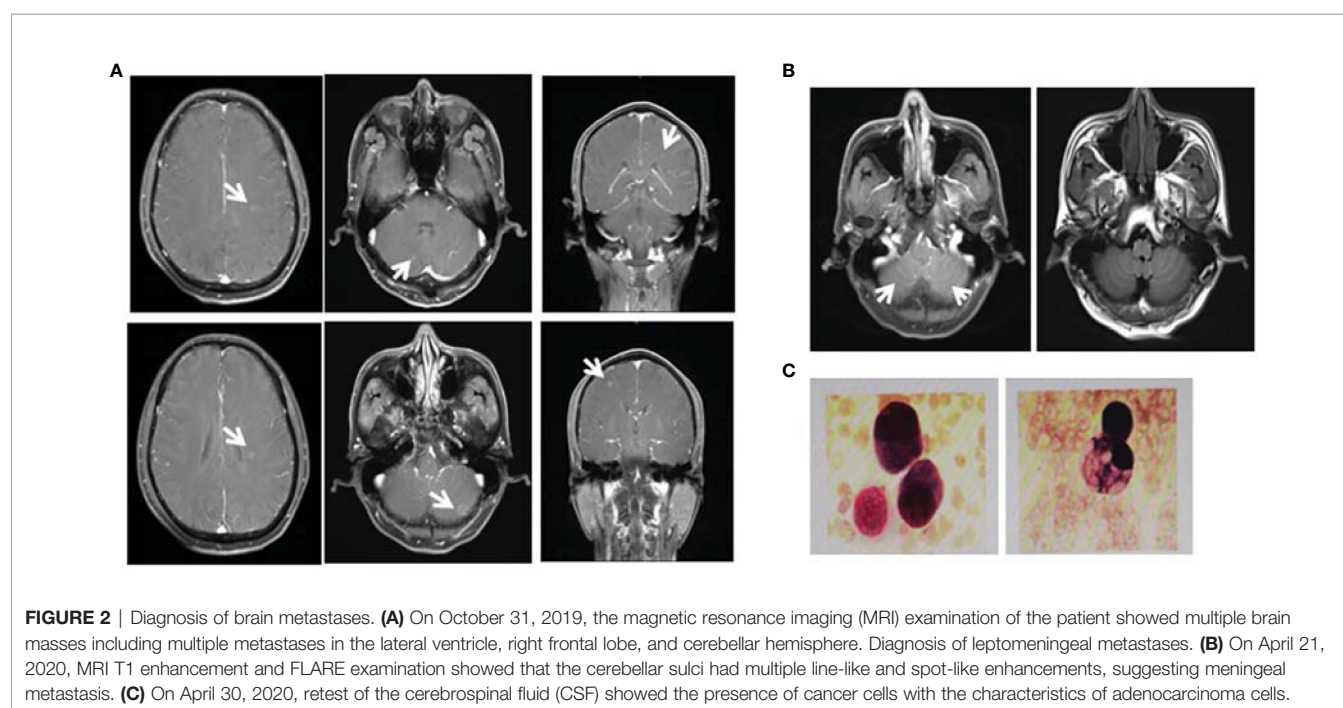 A
B
C
FIGURE 2 | Diagnosis of brain metastases. (A) On October 31, 2019, the magnetic resonance imaging (MRI) examination of the patient showed multiple brain
masses including multiple metastases in the lateral ventricle, right frontal lobe, and cerebellar hemisphere. Diagnosis of leptomeningeal metastases. (B) On April 21,
2020, MRI T1 enhancement and FLARE examination showed that the cerebellar sulci had multiple line-like and spot-like enhancements, suggesting meningeal
metastasis. (C) On April 30, 2020, retest of the cerebrospinal fluid (CSF) showed the presence of cancer cells with the characteristics of adenocarcinoma cells.